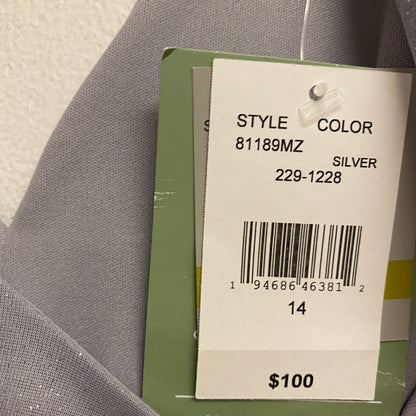 STYLE COLOR
81189MZ
SILVER
229-1228
1 94686 46381 2
14
$100